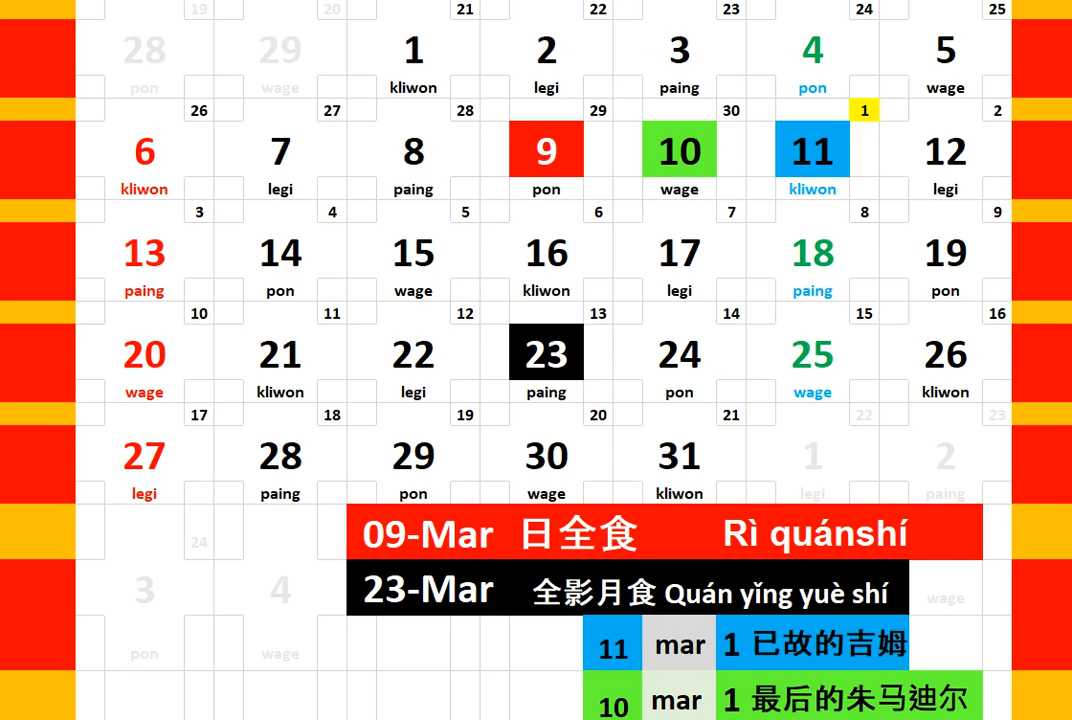 19 20 21 22 23 24 25
28 29 1 2 3 4 5
pon wage kliwon legi paing pon wage
26 27 28 29 30 1 2
6 7 8 9 10 11 12
kliwon legi paing pon wage kliwon legi
3 4 5 6 7 8 9
13 14 15 16 17 18 19
paing pon wage kliwon legi paing pon
10 11 12 13 14 15 16
20 21 22 23 24 25 26
wage kliwon legi paing pon wage kliwon
17 18 19 20 21 22 23
27 28 29 30 31 1 2
legi paing pon wage kliwon legi paing
24 09-Mar 日全食 Rì quánshí
3 4 23-Mar 全影月食 Quán yǐng yuè shí wage
pon wage 11 mar 1 已故的吉姆
10 mar 1 最后的朱马迪尔